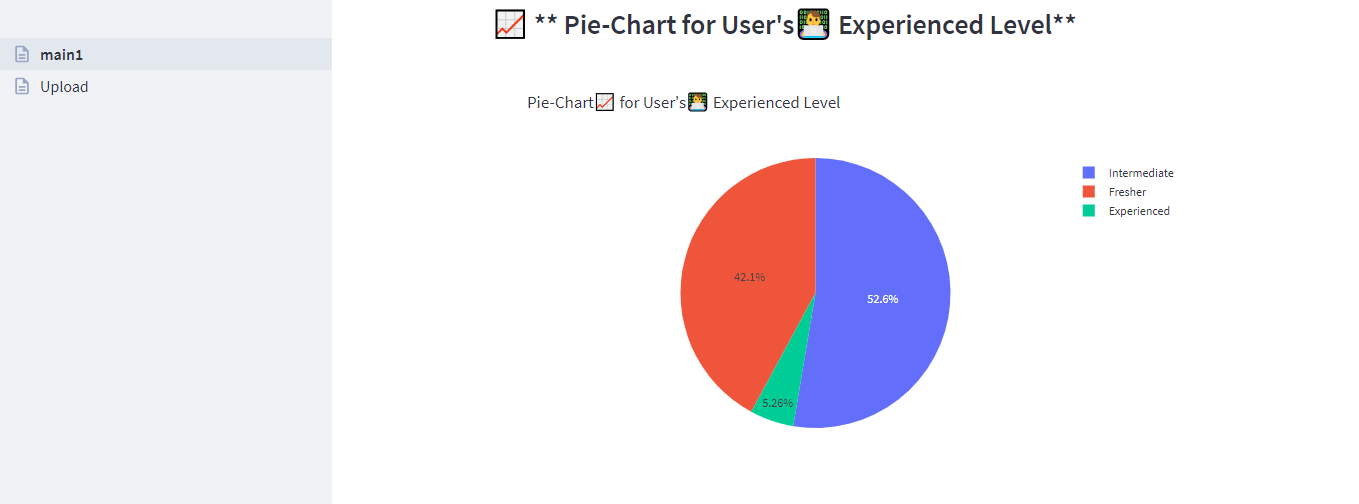 main1
Upload
📈 ** Pie-Chart for User's👨‍💻 Experienced Level**
Pie-Chart📈 for User's👨‍💻 Experienced Level
Intermediate
Fresher
Experienced
42.1%
52.6%
5.26%